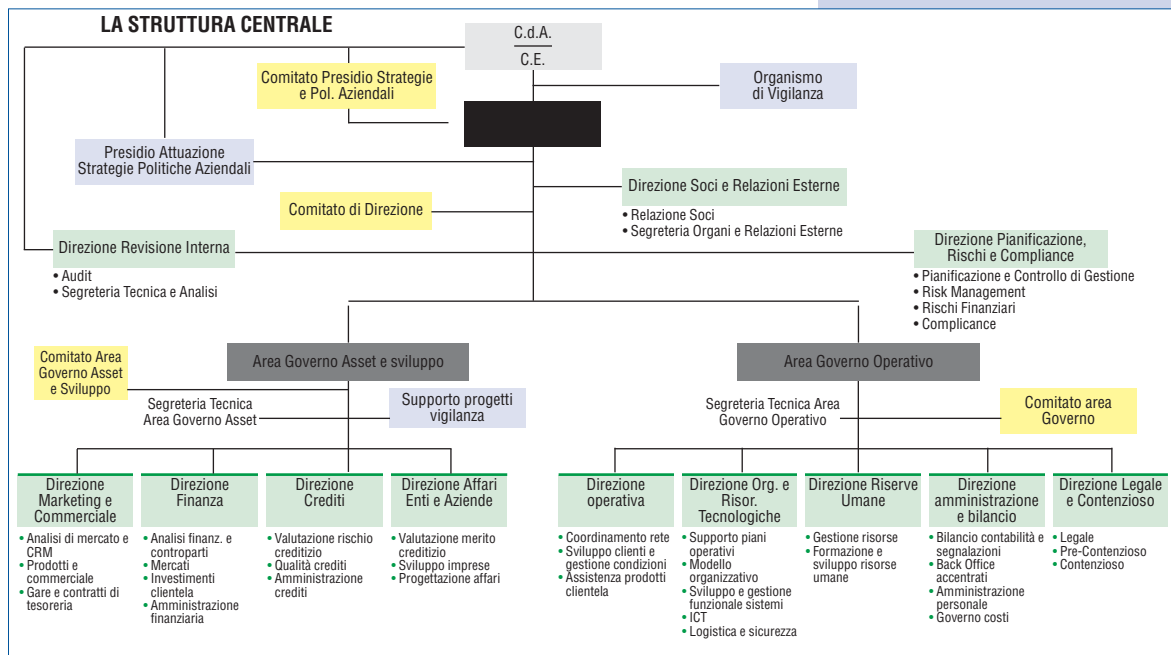 LA STRUTTURA CENTRALE
C.d.A.
C.E.
Comitato Presidio Strategie
e Pol. Aziendali
Organismo
di Vigilanza
Presidio Attuazione
Strategie Politiche Aziendali
Direzione Soci e Relazioni Esterne
• Relazione Soci
• Segreteria Organi e Relazioni Esterne
Comitato di Direzione
Direzione Revisione Interna
• Audit
• Segreteria Tecnica e Analisi
Direzione Pianificazione,
Rischi e Compliance
• Pianificazione e Controllo di Gestione
• Risk Management
• Rischi Finanziari
• Complicance
Comitato Area
Governo Asset
e Sviluppo
Area Governo Asset e sviluppo
Area Governo Operativo
Segreteria Tecnica
Area Governo Asset
Supporto progetti
vigilanza
Segreteria Tecnica Area
Governo Operativo
Comitato area
Governo
Direzione
Marketing e
Commerciale
• Analisi di mercato e
CRM
• Prodotti e
commerciale
• Gare e contratti di
tesoreria
Direzione
Finanza
• Analisi finanz. e
controparti
• Mercati
• Investimenti
clientela
• Amministrazione
finanziaria
Direzione
Crediti
• Valutazione rischio
creditizio
• Qualità crediti
• Amministrazione
crediti
Direzione Affari
Enti e Aziende
• Valutazione merito
creditizio
• Sviluppo imprese
• Progettazione affari
Direzione
operativa
• Coordinamento rete
• Sviluppo clienti e
gestione condizioni
• Assistenza prodotti
clientela
Direzione Org. e
Risor.
Tecnologiche
• Supporto piani
operativi
• Modello
organizzativo
• Sviluppo e gestione
funzionale sistemi
• ICT
• Logistica e sicurezza
Direzione Riserve
Umane
• Gestione risorse
• Formazione e
sviluppo risorse
umane
Direzione
amministrazione
e bilancio
• Bilancio contabilità e
segnalazioni
• Back Office
accentrati
• Amministrazione
personale
• Governo costi
Direzione Legale
e Contenzioso
• Legale
• Pre-Contenzioso
• Contenzioso